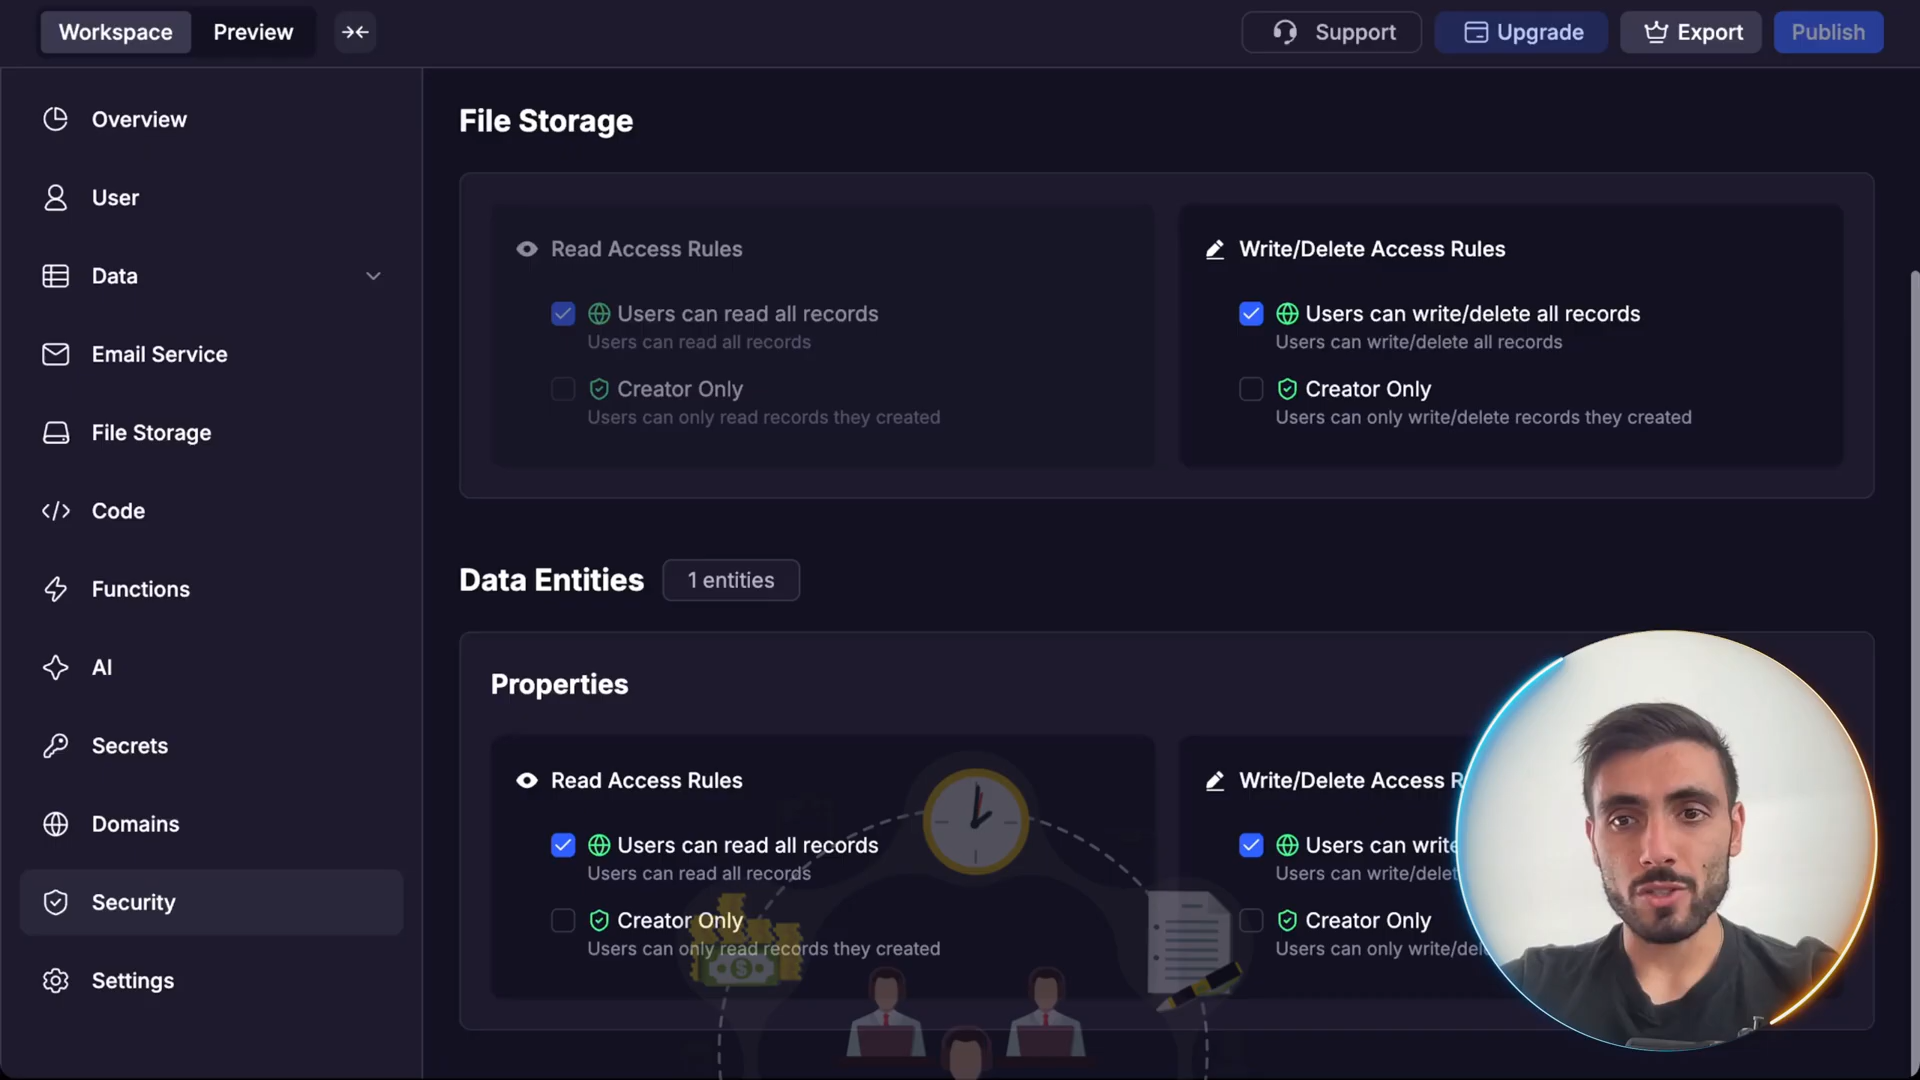 Workspace
Preview
Support
Upgrade
Export
Publish
Overview
User
Data
Email Service
File Storage
Code
Functions
AI
Secrets
Domains
Security
Settings
File Storage
Read Access Rules
Users can read all records
Users can read all records
Creator Only
Users can only read records they created
Write/Delete Access Rules
Users can write/delete all records
Users can write/delete all records
Creator Only
Users can only write/delete records they created
Data Entities
1 entities
Properties
Read Access Rules
Users can read all records
Users can read all records
Creator Only
Users can only read records they created
Write/Delete Access R
Users can write
Users can write/delet
Creator Only
Users can only write/del